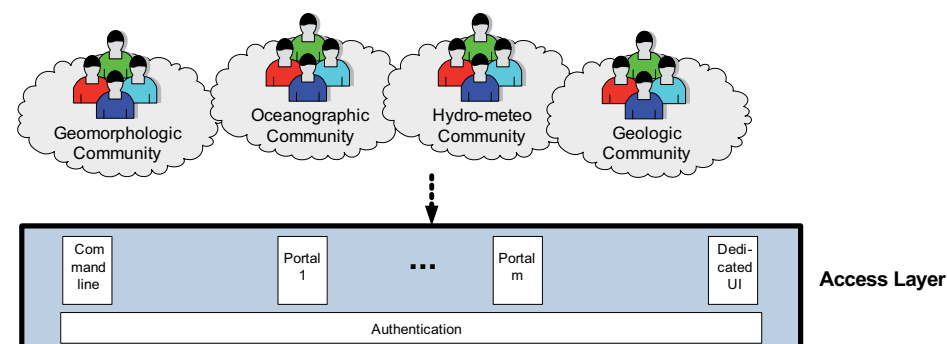 Geomorphologic
Community
Oceanographic
Community
Hydro-meteo
Community
Geologic
Community
Com
mand
line
Portal
1
...
Portal
m
Dedi-
cated
UI
Access Layer
Authentication